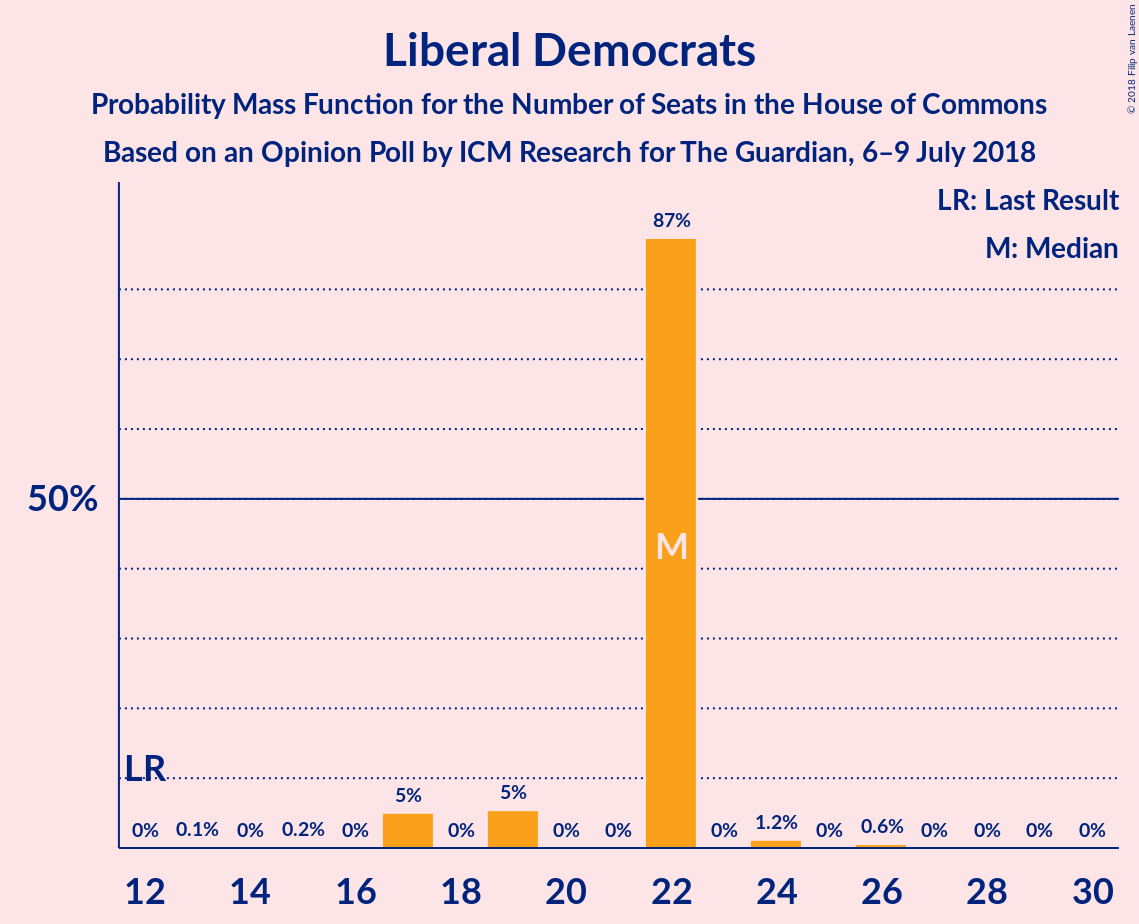 Liberal Democrats
Probability Mass Function for the Number of Seats in the House of Commons
Based on an Opinion Poll by ICM Research for The Guardian, 6–9 July 2018
© 2018 Filip van Laenen
LR: Last Result
M: Median
87%
50%
M
LR
0% 0.1% 0% 0.2% 0% 5% 0% 5% 0% 0% 0% 1.2% 0% 0.6% 0% 0% 0% 0%
12 14 16 18 20 22 24 26 28 30